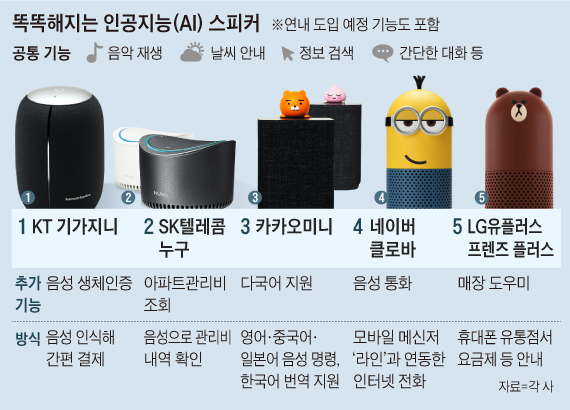 똑똑해지는 인공지능(AI) 스피커 ※연내 도입 예정 기능도 포함
공통 기능 음악 재생 날씨 안내 정보 검색 간단한 대화 등
1 2 3 4 5
1 KT 기가지니
2 SK텔레콤
누구
3 카카오미니
4 네이버
클로바
5 LG유플러스
프렌즈 플러스
추가
기능
음성 생체인증
아파트관리비
조회
다국어 지원
음성 통화
매장 도우미
방식
음성 인식해
간편 결제
음성으로 관리비
내역 확인
영어·중국어·
일본어 음성 명령,
한국어 번역 지원
모바일 메신저
‘라인’과 연동한
인터넷 전화
휴대폰 유통점서
요금제 등 안내
자료=각 사